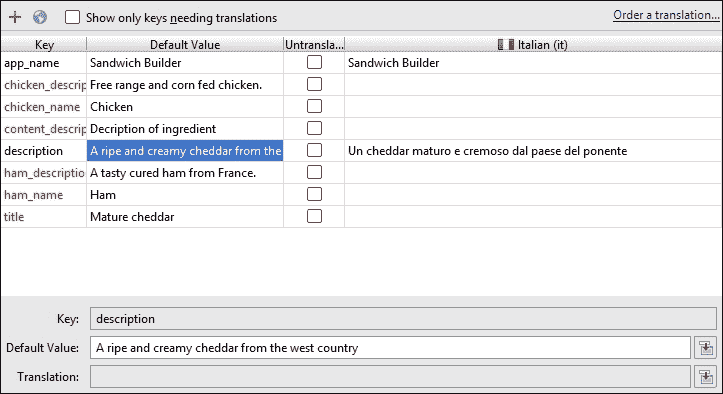 Show only keys needing translations Order a translation...
Key Default Value Untransla... Italian (it)
app_name Sandwich Builder Sandwich Builder
chicken_descripti Free range and corn fed chicken.
chicken_name Chicken
content_descript Decription of ingredient
description A ripe and creamy cheddar from the Un cheddar maturo e cremoso dal paese del ponente
ham_description A tasty cured ham from France.
ham_name Ham
title Mature cheddar
Key: description
Default Value: A ripe and creamy cheddar from the west country
Translation: